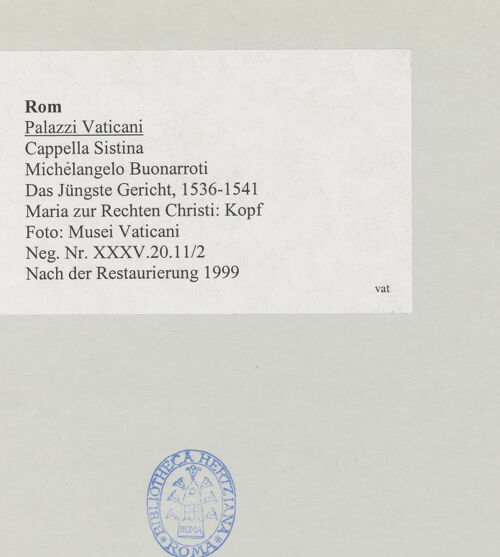 Rom
Palazzi Vaticani
Cappella Sistina
Michelangelo Buonarroti
Das Jüngste Gericht, 1536-1541
Maria zur Rechten Christi: Kopf
Foto: Musei Vaticani
Neg. Nr. XXXV.20.11/2
Nach der Restaurierung 1999
vat
BIBLIOTHECA HERTZIANA
ROMA
ROMA